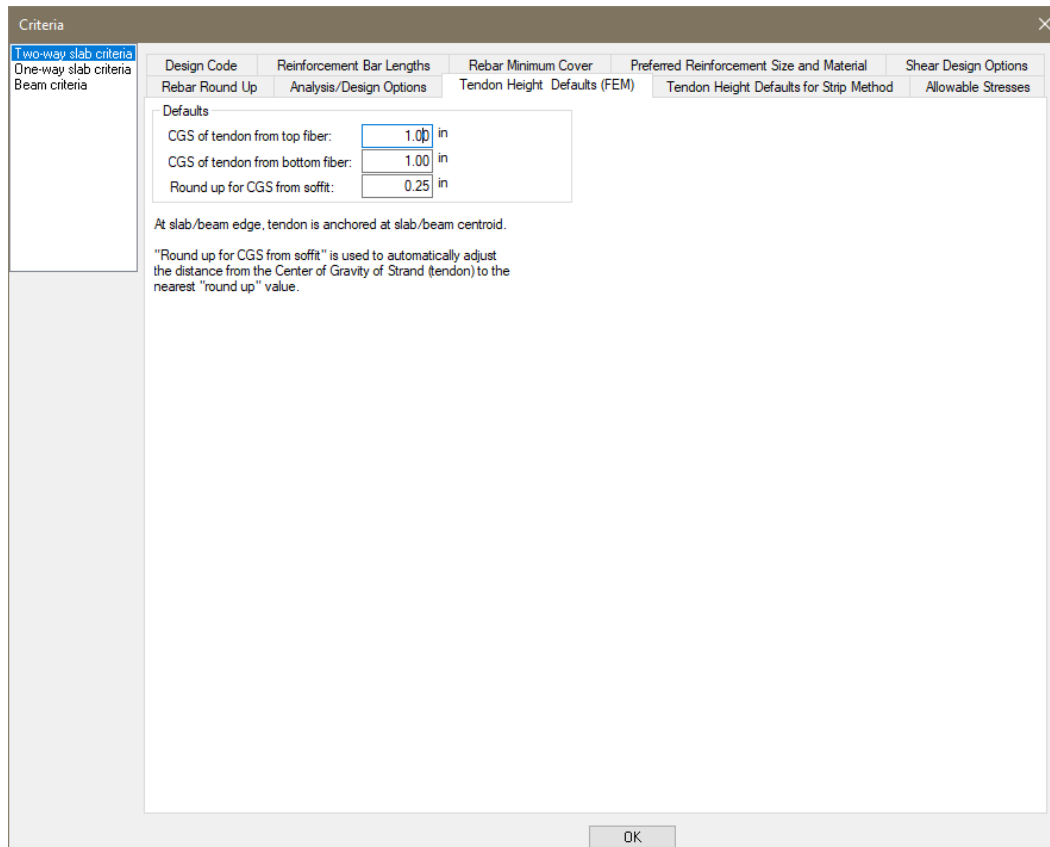 Criteria
Two-way slab criteria
One-way slab criteria
Beam criteria
Design Code Reinforcement Bar Lengths Rebar Minimum Cover Preferred Reinforcement Size and Material Shear Design Options
Rebar Round Up Analysis/Design Options Tendon Height Defaults (FEM) Tendon Height Defaults for Strip Method Allowable Stresses
Defaults
CGS of tendon from top fiber: 1.00 in
CGS of tendon from bottom fiber: 1.00 in
Round up for CGS from soffit: 0.25 in
At slab/beam edge, tendon is anchored at slab/beam centroid.
"Round up for CGS from soffit" is used to automatically adjust
the distance from the Center of Gravity of Strand (tendon) to the
nearest "round up" value.
OK